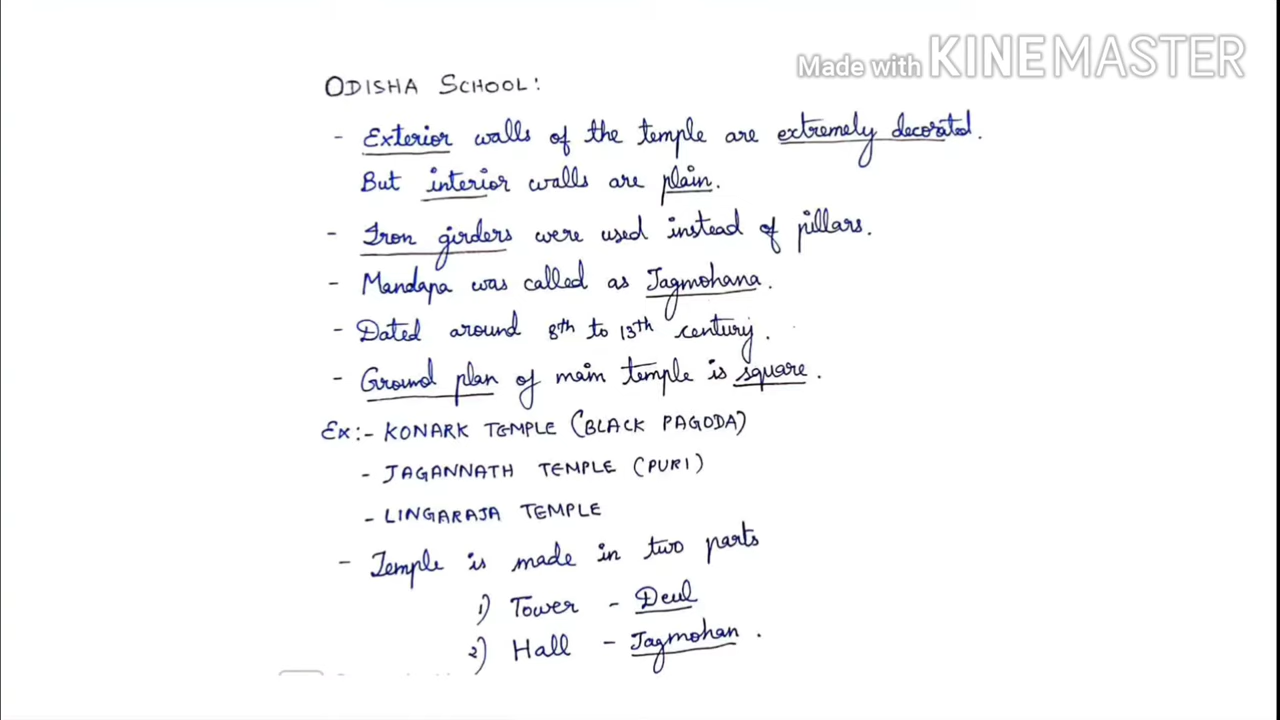 Made with KINEMASTER
ODISHA SCHOOL:
- Exterior walls of the temple are extremely decorated.
But interior walls are plain.
- Iron girders were used instead of pillars.
- Mandapa was called as Jagmohana.
- Dated around 8th to 13th century.
- Ground plan of main temple is square.
Ex:- KONARK TEMPLE (BLACK PAGODA)
- JAGANNATH TEMPLE (PURI)
- LINGARAJA TEMPLE
- Temple is made in two parts
1) Tower - Deul
2) Hall - Jagmohan.